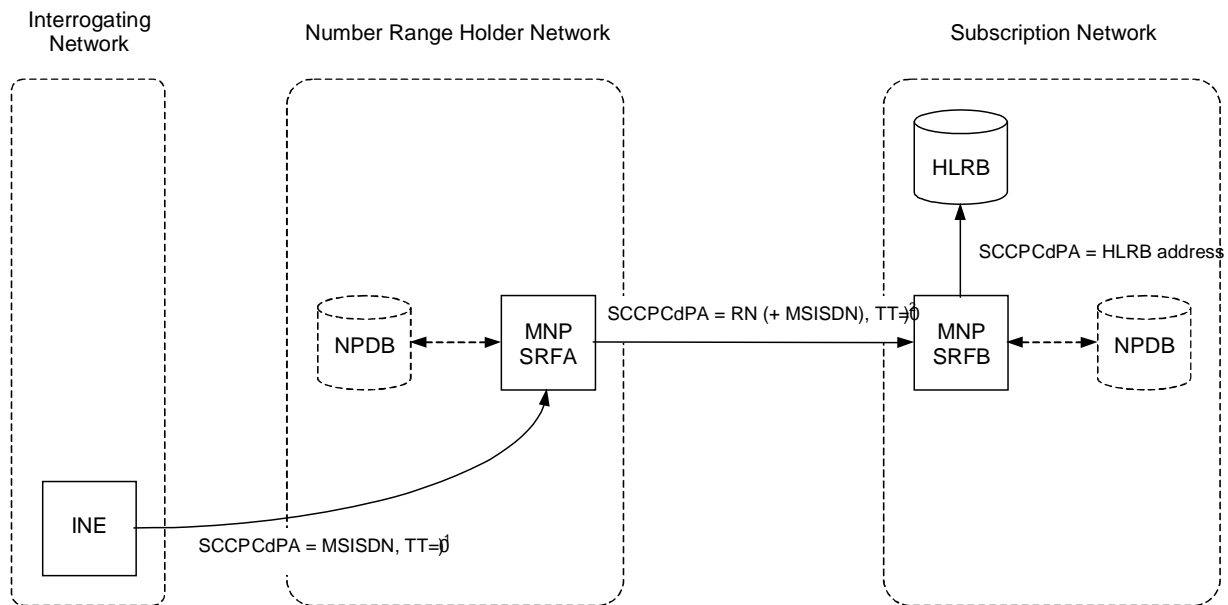 Interrogating
Network
Number Range Holder Network
Subscription Network
HLRB
SCCPCdPA = HLRB address
SCCPCdPA = RN (+ MSISDN), TT=0
NPDB
MNP
SRFA
MNP
SRFB
NPDB
INE
SCCPCdPA = MSISDN, TT=0